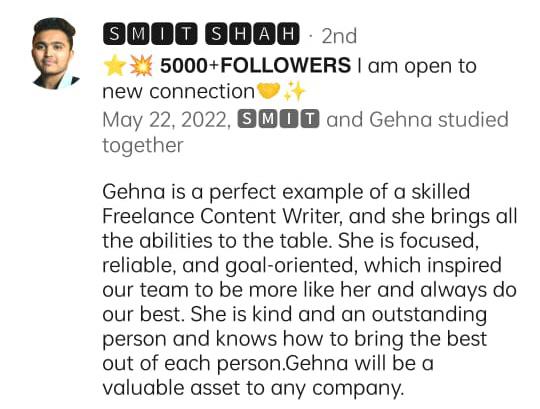 🆂🅼🅸🆃 🆂🅷🅰🅷 · 2nd
⭐💥 𝟱𝟬𝟬𝟬+𝗙𝗢𝗟𝗟𝗢𝗪𝗘𝗥𝗦 I am open to
new connection🤝✨
May 22, 2022, 🆂🅼🅸🆃 and Gehna studied
together
Gehna is a perfect example of a skilled
Freelance Content Writer, and she brings all
the abilities to the table. She is focused,
reliable, and goal-oriented, which inspired
our team to be more like her and always do
our best. She is kind and an outstanding
person and knows how to bring the best
out of each person.Gehna will be a
valuable asset to any company.